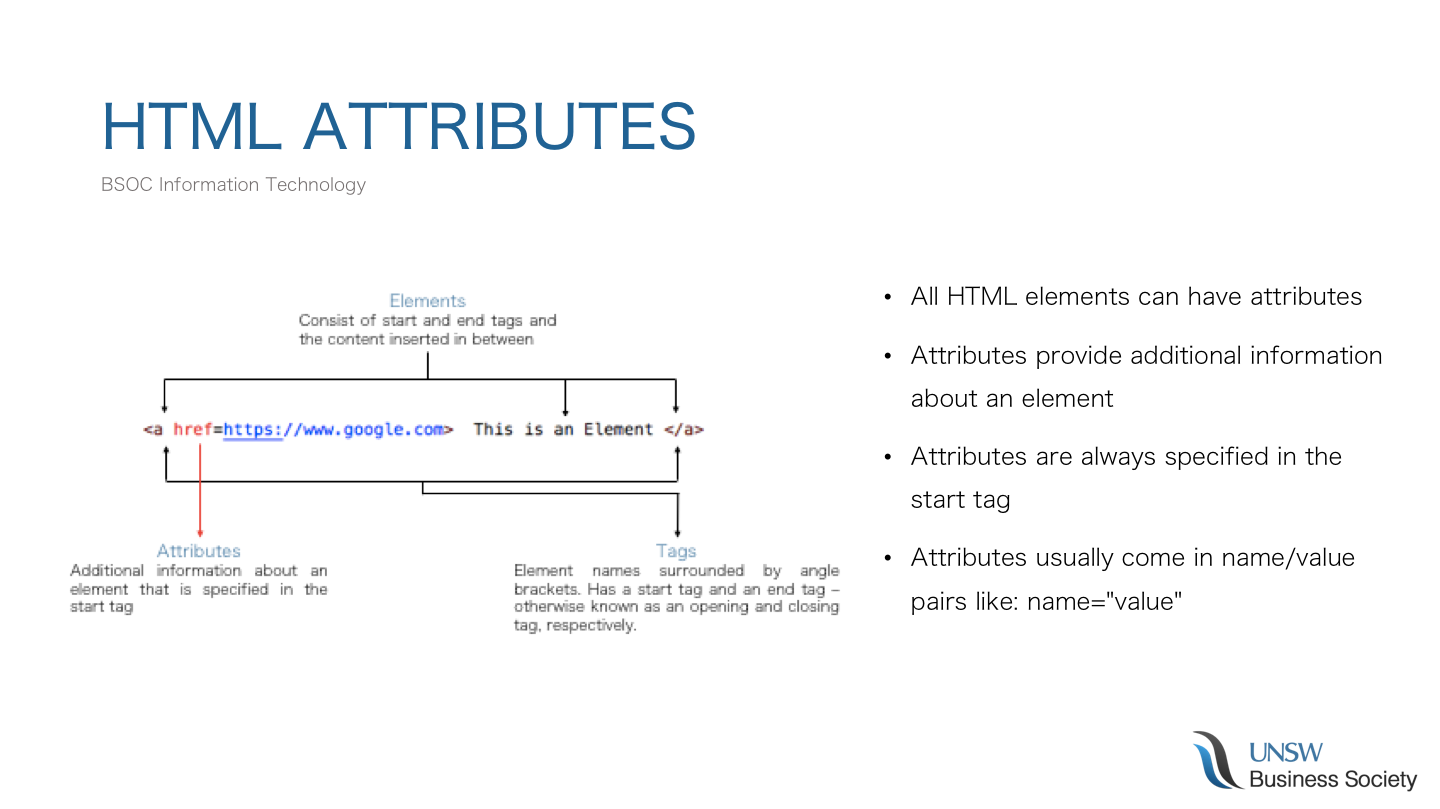 HTML ATTRIBUTES
BSOC Information Technology
Elements
Consist of start and end tags and
the content inserted in between
<a href=https://www.google.com>  This is an Element </a>
Attributes
Additional information about an
element that is specified in the
start tag
Tags
Element names surrounded by angle
brackets. Has a start tag and an end tag –
otherwise known as an opening and closing
tag, respectively.
• All HTML elements can have attributes
• Attributes provide additional information
about an element
• Attributes are always specified in the
start tag
• Attributes usually come in name/value
pairs like: name="value"
UNSW
Business Society